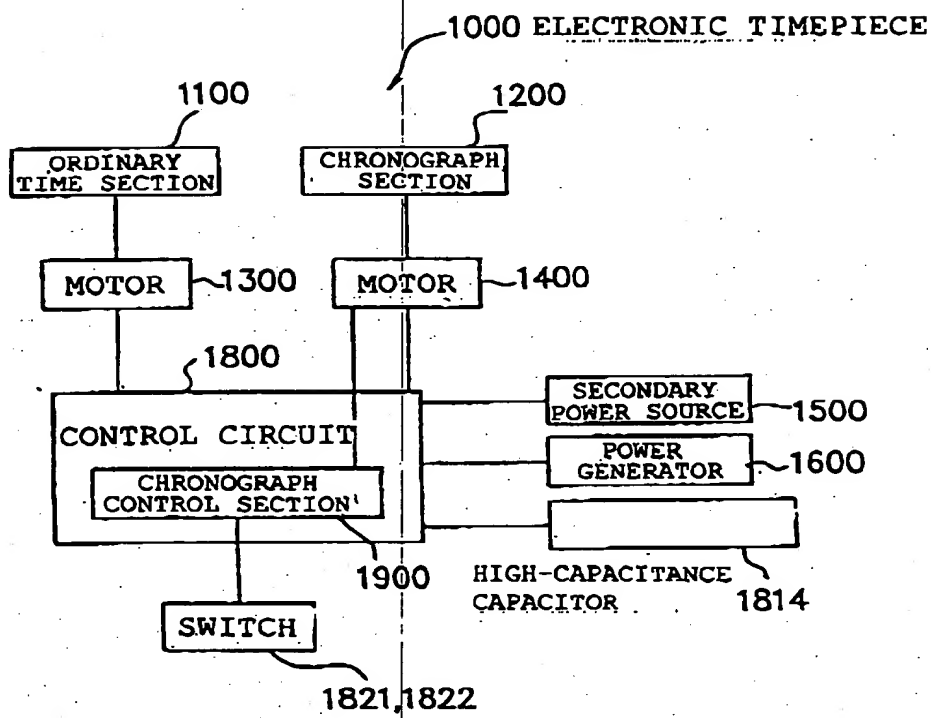 1000 ELECTRONIC TIMEPIECE
1100
1200
ORDINARY
TIME SECTION
CHRONOGRAPH
SECTION
MOTOR
1300
MOTOR
1400
1800
CONTROL CIRCUIT
CHRONOGRAPH
CONTROL SECTION
1900
SECONDARY
POWER SOURCE
1500
POWER
GENERATOR
1600
HIGH-CAPACITANCE
CAPACITOR
1814
SWITCH
1821,1822